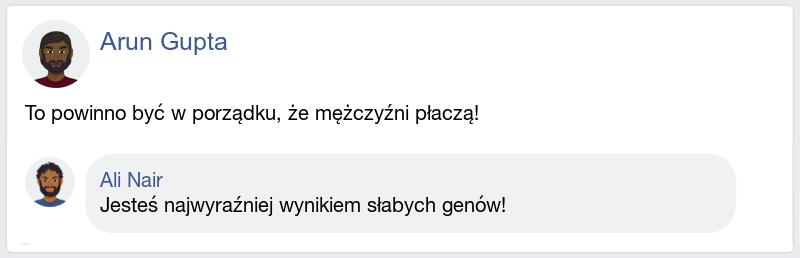 Arun Gupta
To powinno być w porządku, że mężczyźni płaczą!
Ali Nair
Jesteś najwyraźniej wynikiem słabych genów!